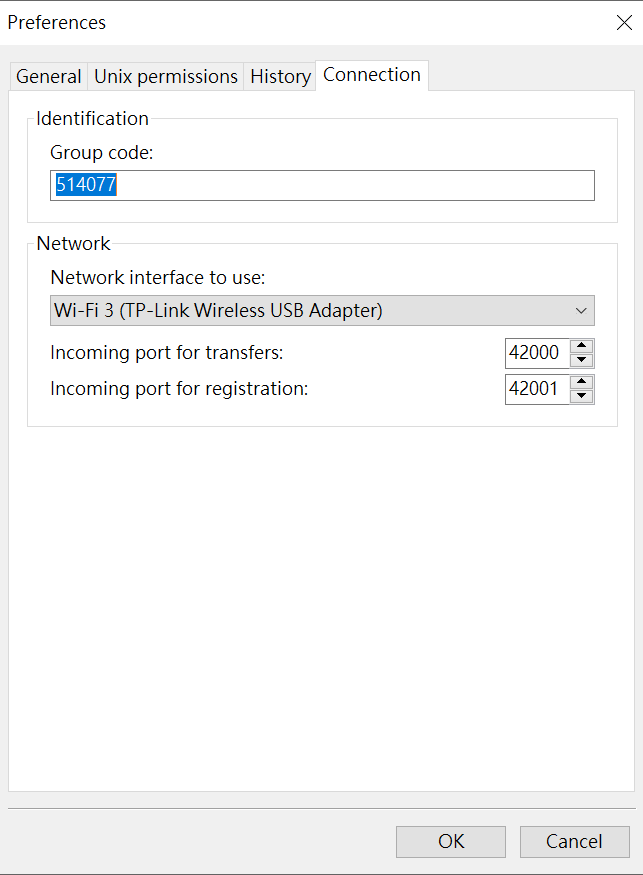 Preferences
General Unix permissions History Connection
Identification
Group code:
514077
Network
Network interface to use:
Wi-Fi 3 (TP-Link Wireless USB Adapter)
Incoming port for transfers: 42000
Incoming port for registration: 42001
OK Cancel